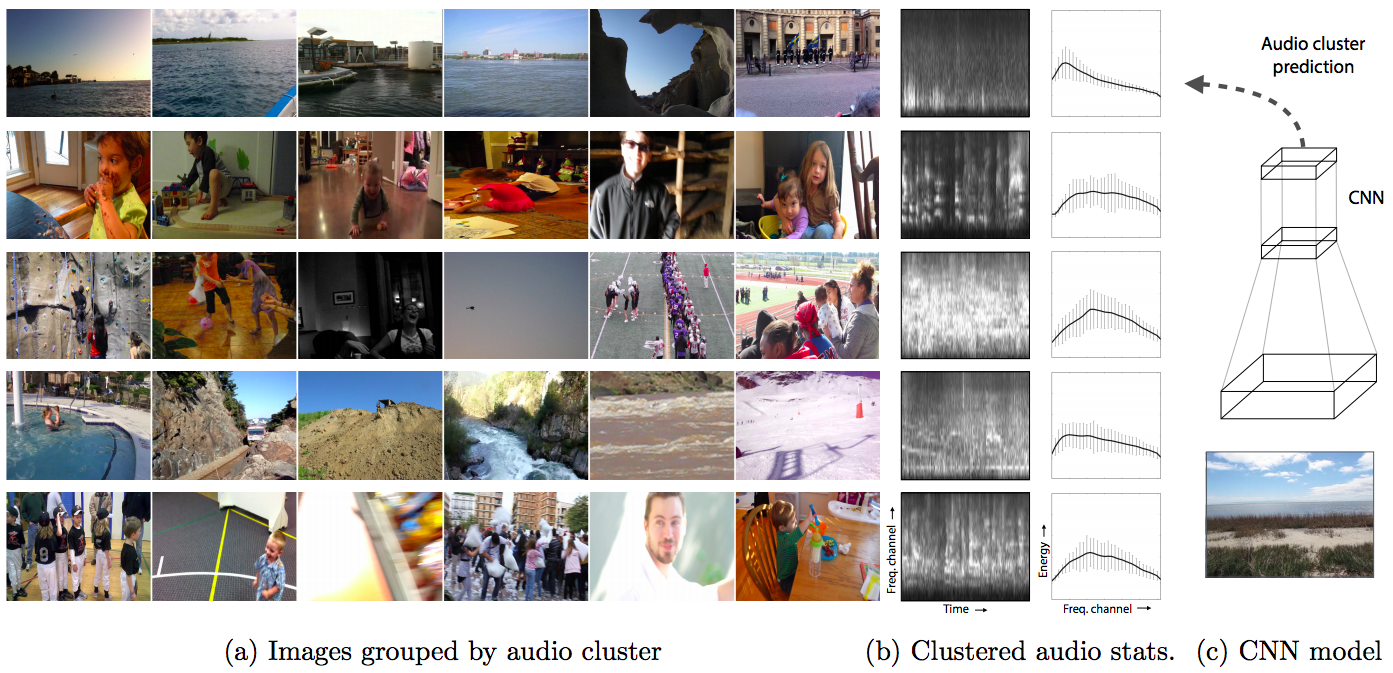 Audio cluster
prediction
CNN
Freq. channel
Time
Energy
Freq. channel
(a) Images grouped by audio cluster
(b) Clustered audio stats.
(c) CNN model